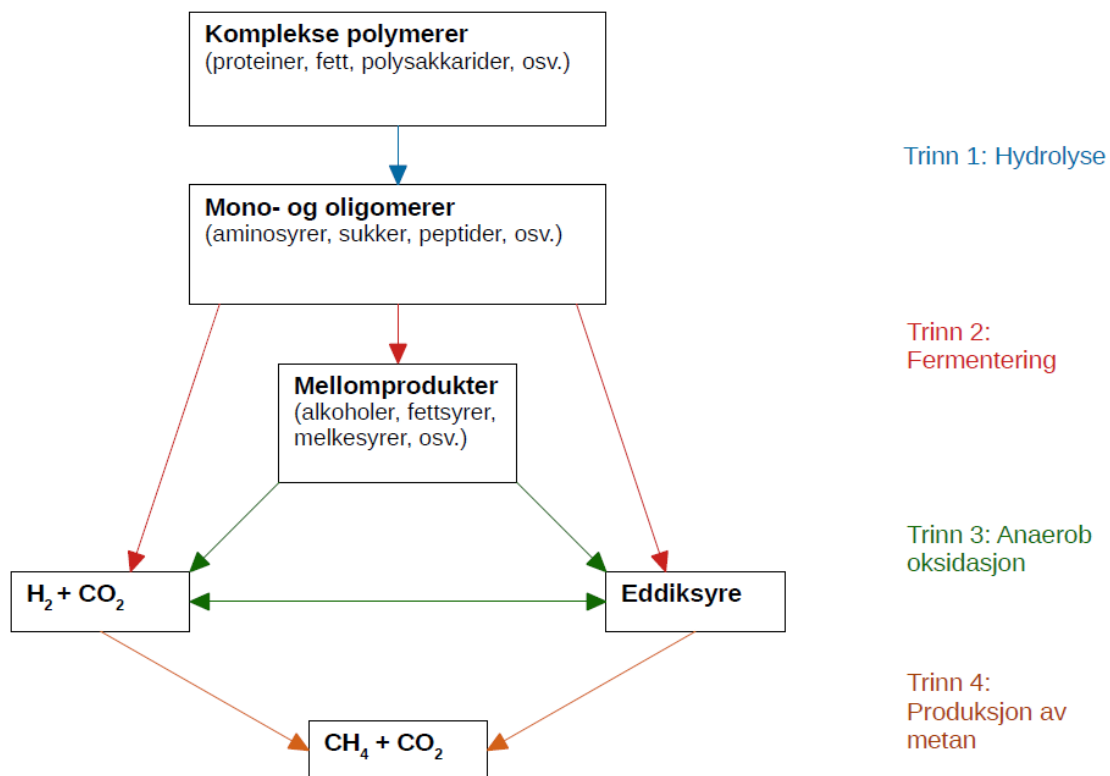 Komplekse polymerer
(proteiner, fett, polysakkarider, osv.)
Trinn 1: Hydrolyse
Mono- og oligomerer
(aminosyrer, sukker, peptider, osv.)
Trinn 2:
Fermentering
Mellomprodukter
(alkoholer, fettsyrer,
melkesyrer, osv.)
Trinn 3: Anaerob
oksidasjon
H₂ + CO₂
Eddiksyre
Trinn 4:
Produksjon av
metan
CH₄ + CO₂